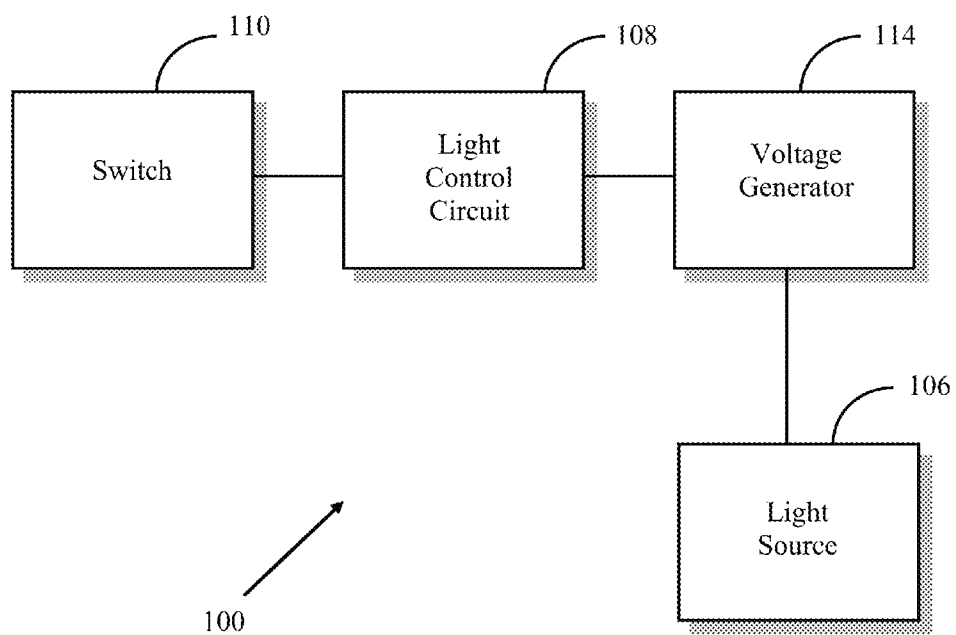 110
108
114
Switch
Light
Control
Circuit
Voltage
Generator
106
Light
Source
100